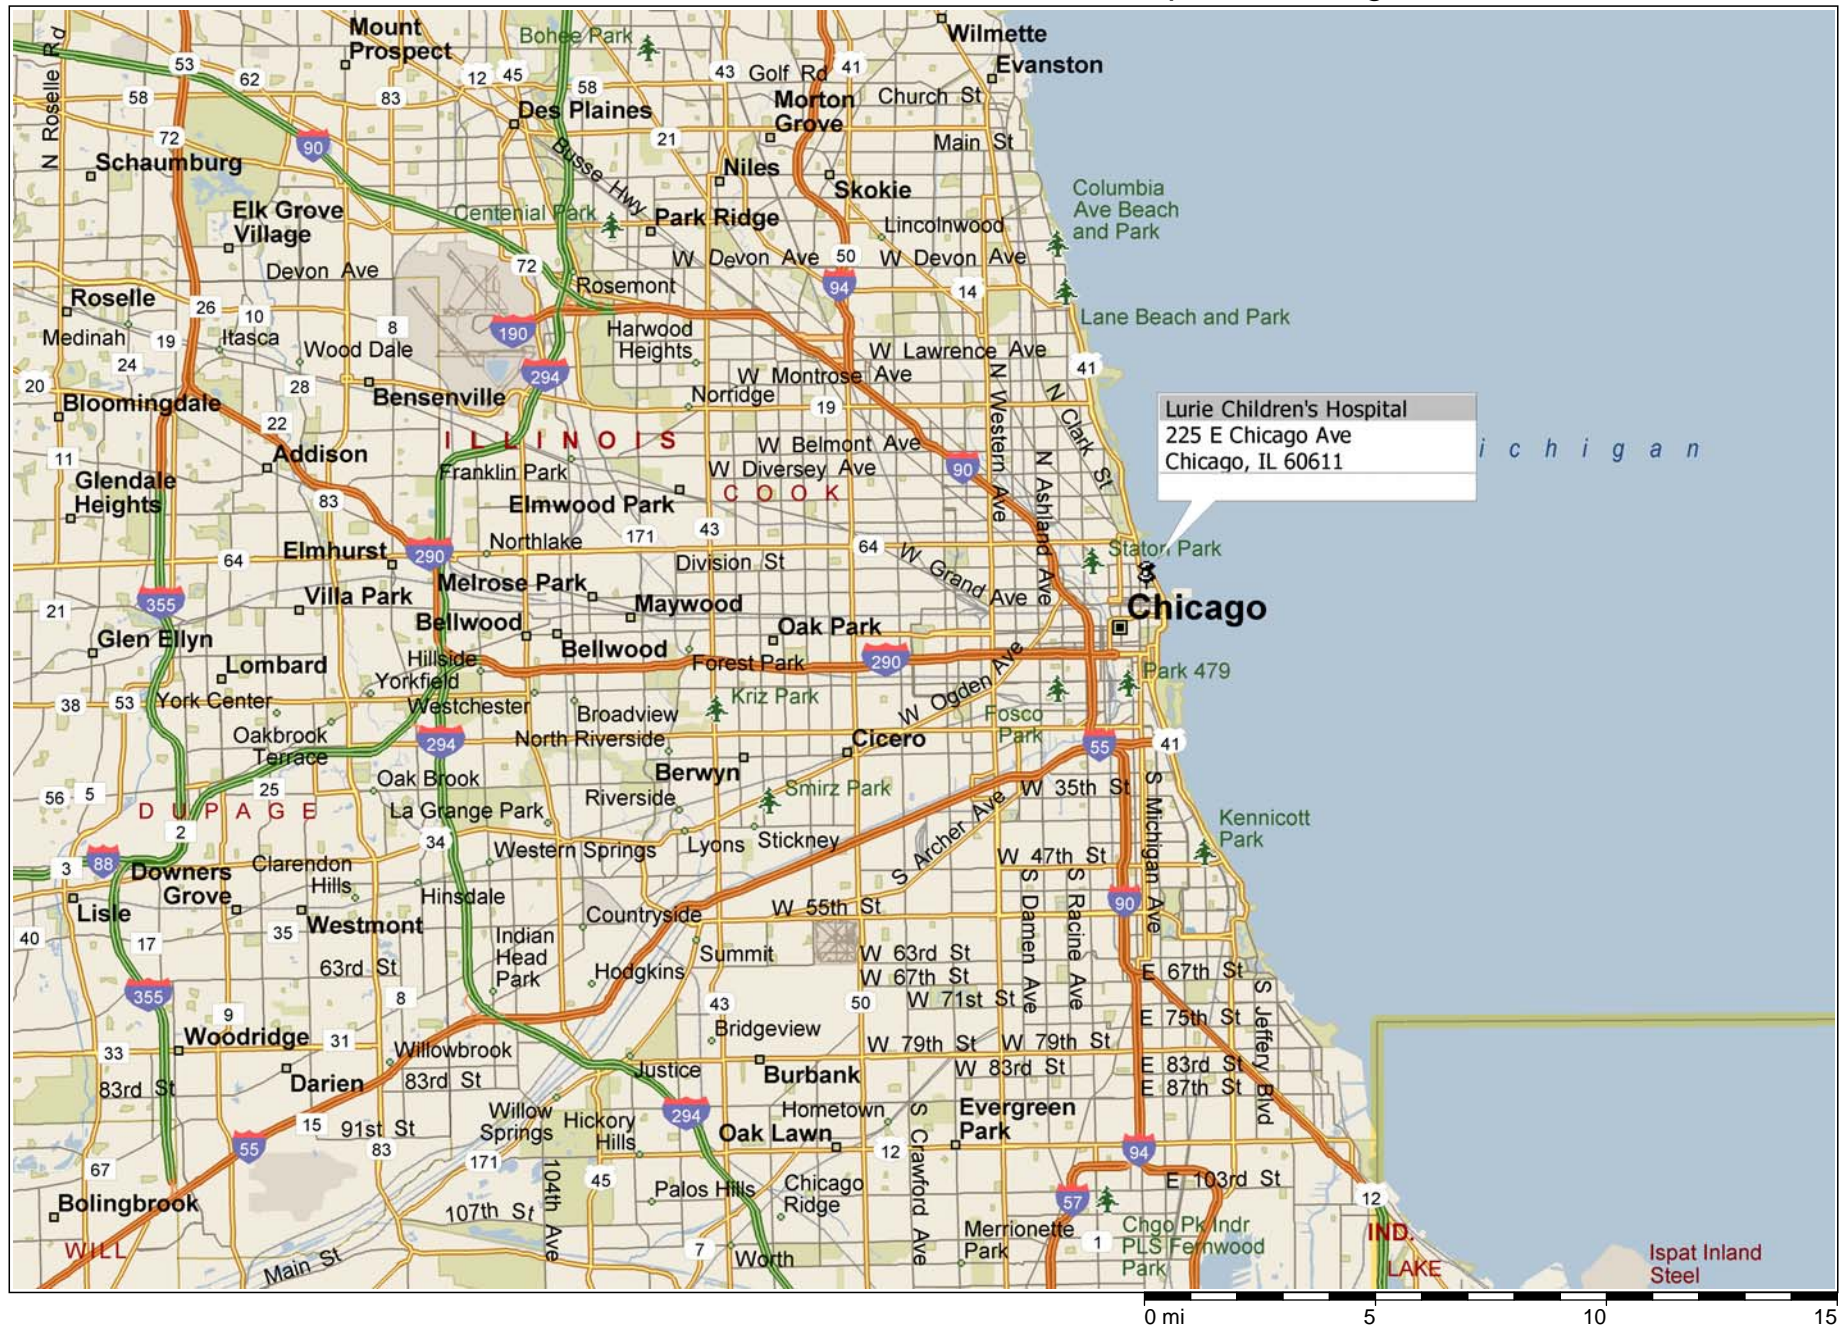 Wilmette
Mount
Prospect
Bohee Park
Evanston
N Roselle Rd
53
62
12
45
43
Golf Rd
41
58
83
58
Morton
Grove
Church St
Des Plaines
72
90
21
Main St
Schaumburg
Busse Hwy
Niles
Skokie
Columbia
Ave Beach
and Park
Elk Grove
Village
Centenial Park
Park Ridge
Lincolnwood
Devon Ave
72
W Devon Ave
50
W Devon Ave
94
14
Rosemont
Roselle
26
10
8
190
Harwood
Heights
Lane Beach and Park
Medinah
19
Itasca
Wood Dale
W Lawrence Ave
24
294
W Montrose Ave
41
20
28
Bensenville
Norridge
19
N Western Ave
N Clark St
Bloomingdale
22
Lurie Children's Hospital
225 E Chicago Ave
Chicago, IL 60611
ichigan
ILLINOIS
W Belmont Ave
11
Addison
Franklin Park
W Diversey Ave
90
N Ashland Ave
Glendale
Heights
83
Elmwood Park
COOK
43
171
Northlake
64
Elmhurst
290
64
Division St
W Grand Ave
Staton Park
355
Villa Park
Melrose Park
Maywood
Chicago
21
Bellwood
Oak Park
Glen Ellyn
Bellwood
Lombard
Hillside
Forest Park
290
Park 479
Yorkfield
38
53
York Center
Westchester
Kriz Park
W Ogden Ave
Broadview
Fosco
Park
Oakbrook
Terrace
294
North Riverside
Cicero
55
41
Oak Brook
Berwyn
56
5
25
Riverside
Smirz Park
W 35th St
S Michigan Ave
DUPAGE
La Grange Park
Kennicott
Park
2
34
Western Springs
Lyons
Stickney
S Archer Ave
88
3
Downers
Grove
Clarendon
Hills
W 47th St
Hinsdale
S Damen Ave
S Racine Ave
90
Lisle
Westmont
Countryside
W 55th St
40
17
35
Indian
Head
Park
Summit
W 63rd St
63rd St
Hodgkins
W 67th St
E 67th St
355
8
43
50
W 71st St
S Jeffery Blvd
9
E 75th St
Woodridge
31
Bridgeview
33
Willowbrook
W 79th St
W 79th St
83rd St
Darien
83rd St
Justice
Burbank
W 83rd St
E 83rd St
E 87th St
Willow
Springs
Hickory
Hills
294
Hometown
S Crawford Ave
Evergreen
Park
15
91st St
Oak Lawn
55
83
171
104th Ave
12
94
67
45
E 103rd St
Palos Hills
Chicago
Ridge
57
12
Bolingbrook
107th St
Merrionette
Park
1
Chgo Pk Indr
PLS Fernwood
Park
IND.
WILL
Main St
7
Worth
LAKE
Ispat Inland
Steel
0 mi
5
10
15